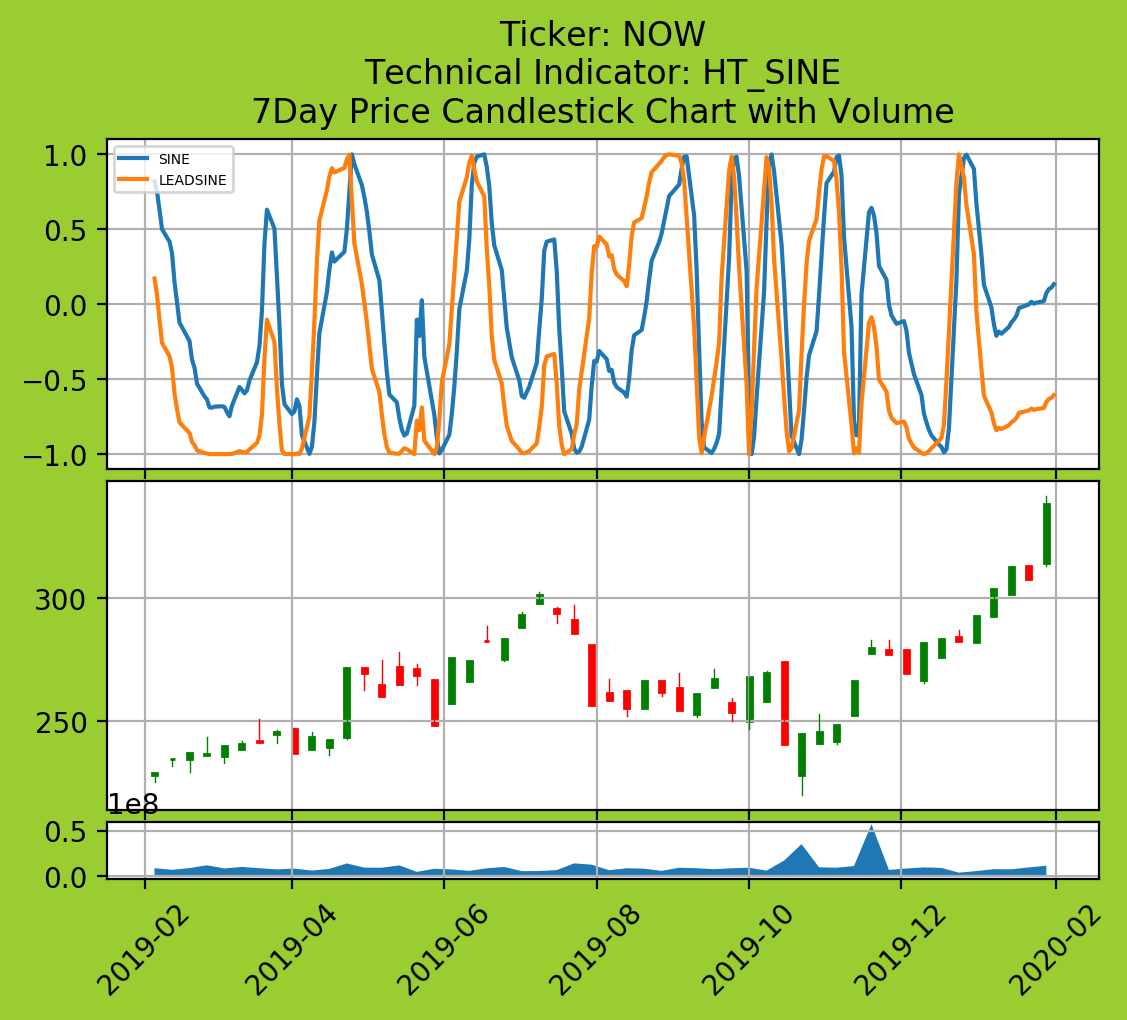 Ticker: NOW
Technical Indicator: HT_SINE
7Day Price Candlestick Chart with Volume
1.0
0.5
0.0
−0.5
−1.0
SINE
LEADSINE
300
250
1e8
0.5
0.0
2019-02
2019-04
2019-06
2019-08
2019-10
2019-12
2020-02